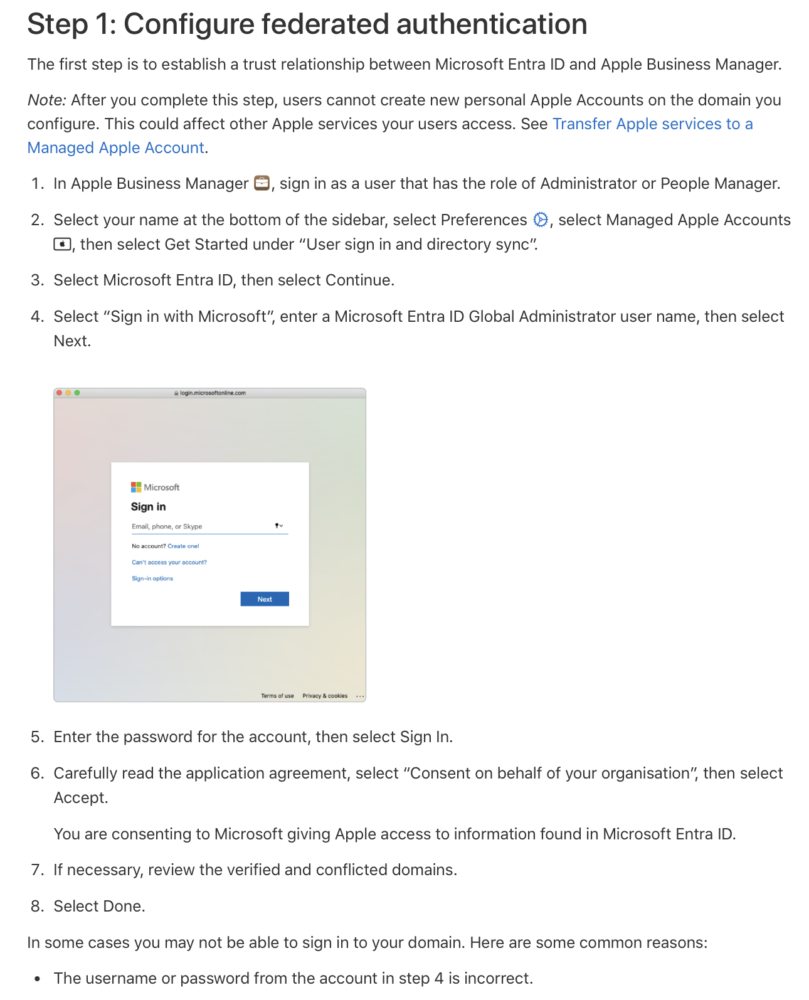 Step 1: Configure federated authentication
The first step is to establish a trust relationship between Microsoft Entra ID and Apple Business Manager.
Note: After you complete this step, users cannot create new personal Apple Accounts on the domain you
configure. This could affect other Apple services your users access. See Transfer Apple services to a
Managed Apple Account.
1. In Apple Business Manager , sign in as a user that has the role of Administrator or People Manager.
2. Select your name at the bottom of the sidebar, select Preferences , select Managed Apple Accounts
, then select Get Started under “User sign in and directory sync”.
3. Select Microsoft Entra ID, then select Continue.
4. Select “Sign in with Microsoft”, enter a Microsoft Entra ID Global Administrator user name, then select
Next.
login.microsoftonline.com
Microsoft
Sign in
Email, phone, or Skype
No account? Create one!
Can't access your account?
Sign-in options
Next
Terms of use Privacy & cookies ...
5. Enter the password for the account, then select Sign In.
6. Carefully read the application agreement, select “Consent on behalf of your organisation”, then select
Accept.
You are consenting to Microsoft giving Apple access to information found in Microsoft Entra ID.
7. If necessary, review the verified and conflicted domains.
8. Select Done.
In some cases you may not be able to sign in to your domain. Here are some common reasons:
• The username or password from the account in step 4 is incorrect.